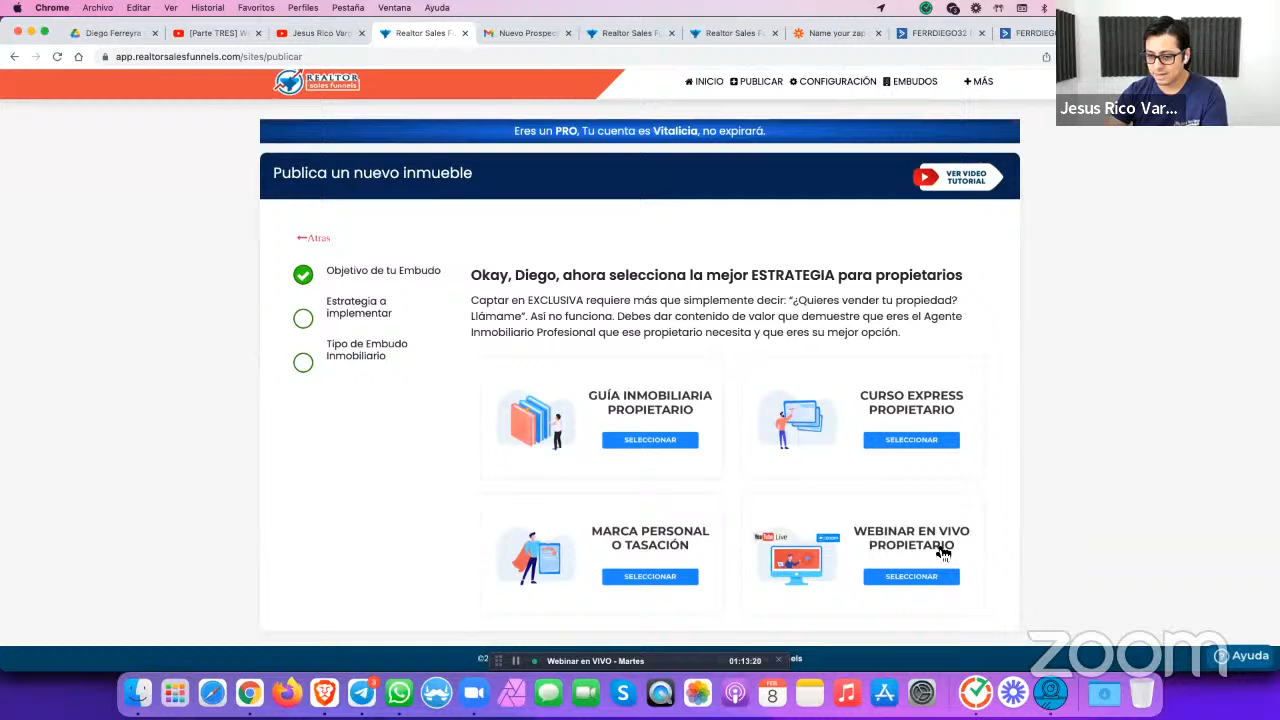 Chrome Archivo Editar Ver Historial Favoritos Perfiles Pestaña Ventana Ayuda
Diego Ferreyra
[Parte TRES] W
Jesus Rico Varg
Realtor Sales F
Nuevo Prospec
Realtor Sales F
Realtor Sales F
Name your zap
FERRDIEGO32
FERRDIEG
app.realtorsalesfunnels.com/sites/publicar
REALTOR
sales funnels
INICIO PUBLICAR CONFIGURACIÓN EMBUDOS + MÁS
Jesus Rico Var...
Eres un PRO, Tu cuenta es Vitalicia, no expirará.
Publica un nuevo inmueble
VER VIDEO
TUTORIAL
←Atras
Objetivo de tu Embudo
Estrategia a
implementar
Tipo de Embudo
Inmobiliario
Okay, Diego, ahora selecciona la mejor ESTRATEGIA para propietarios
Captar en EXCLUSIVA requiere más que simplemente decir: “¿Quieres vender tu propiedad?
Llámame”. Asi no funciona. Debes dar contenido de valor que demuestre que eres el Agente
Inmobiliario Profesional que ese propietario necesita y que eres su mejor opción.
GUÍA INMOBILIARIA
PROPIETARIO
SELECCIONAR
CURSO EXPRESS
PROPIETARIO
SELECCIONAR
MARCA PERSONAL
O TASACIÓN
SELECCIONAR
YouTube Live
zoom
WEBINAR EN VIVO
PROPIETARIO
SELECCIONAR
©2
Webinar en VIVO - Martes
01:13:20
els
zoom
Ayuda
3
FEB
8